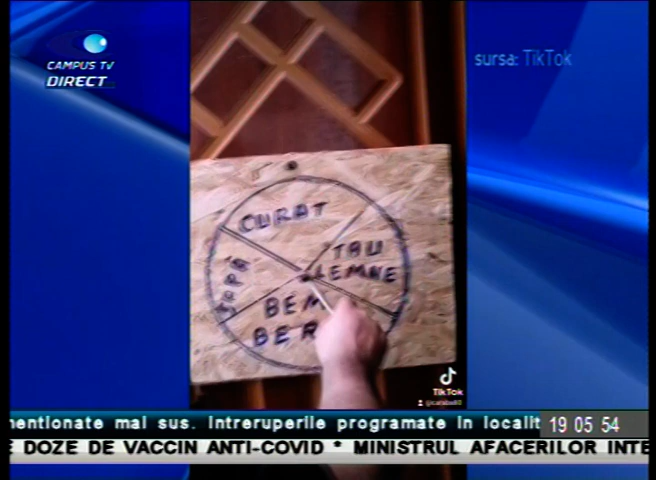 CAMPUS TV
DIRECT
sursa: TikTok
CURAT
TAU
LEMNE
SAPĂ
BEM
BER
TikTok
mentionate mai sus. Intreruperile programate in localit
19 05 54
E DOZE DE VACCIN ANTI-COVID * MINISTRUL AFACERILOR INTE